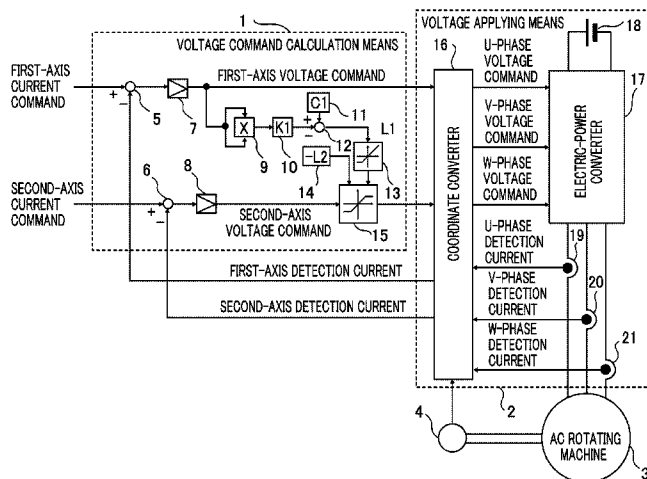 1
VOLTAGE COMMAND CALCULATION MEANS
VOLTAGE APPLYING MEANS
16
18
17
FIRST-AXIS
CURRENT
COMMAND
+
−
5
7
FIRST-AXIS VOLTAGE COMMAND
X
9
K1
10
C1
11
+
−
12
L1
13
-L2
14
15
SECOND-AXIS
CURRENT
COMMAND
6
+
−
8
SECOND-AXIS
VOLTAGE COMMAND
FIRST-AXIS DETECTION CURRENT
SECOND-AXIS DETECTION CURRENT
COORDINATE CONVERTER
U-PHASE
VOLTAGE
COMMAND
V-PHASE
VOLTAGE
COMMAND
W-PHASE
VOLTAGE
COMMAND
ELECTRIC-POWER
CONVERTER
U-PHASE
DETECTION
CURRENT
19
V-PHASE
DETECTION
CURRENT
20
W-PHASE
DETECTION
CURRENT
21
2
4
AC ROTATING
MACHINE
3